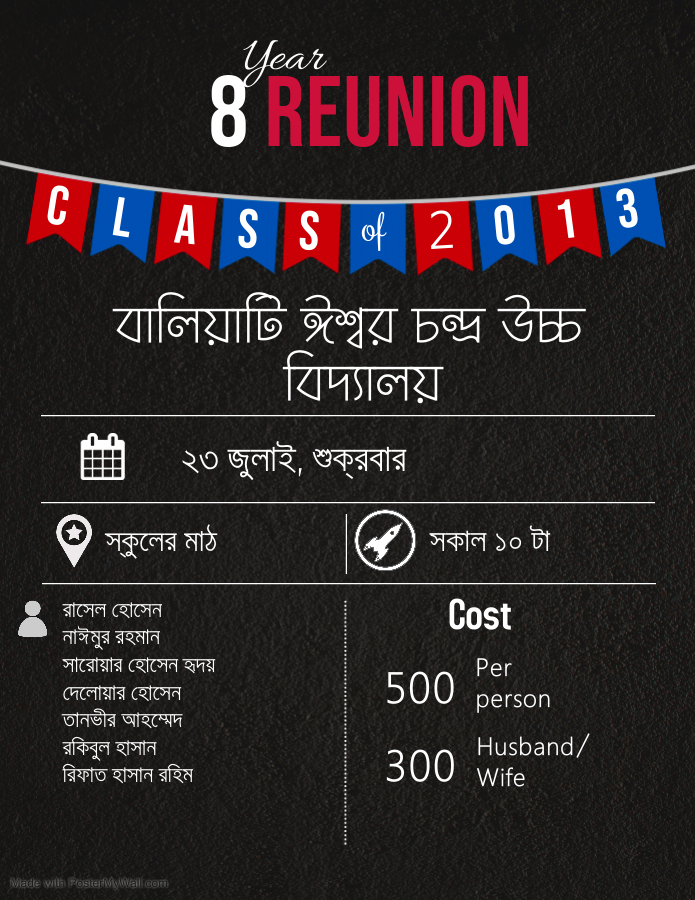 Year
8 REUNION
CLASS of 2013
বালিয়াটি ঈশ্বর চন্দ্র উচ্চ
বিদ্যালয়
২৩ জুলাই, শুক্রবার
স্কুলের মাঠ
সকাল ১০ টা
রাসেল হোসেন
নাঈমুর রহমান
সারোয়ার হোসেন হৃদয়
দেলোয়ার হোসেন
তানভীর আহম্মেদ
রকিবুল হাসান
রিফাত হাসান রহিম
Cost
500 Per
person
300 Husband/
Wife
Made with PosterMyWall.com